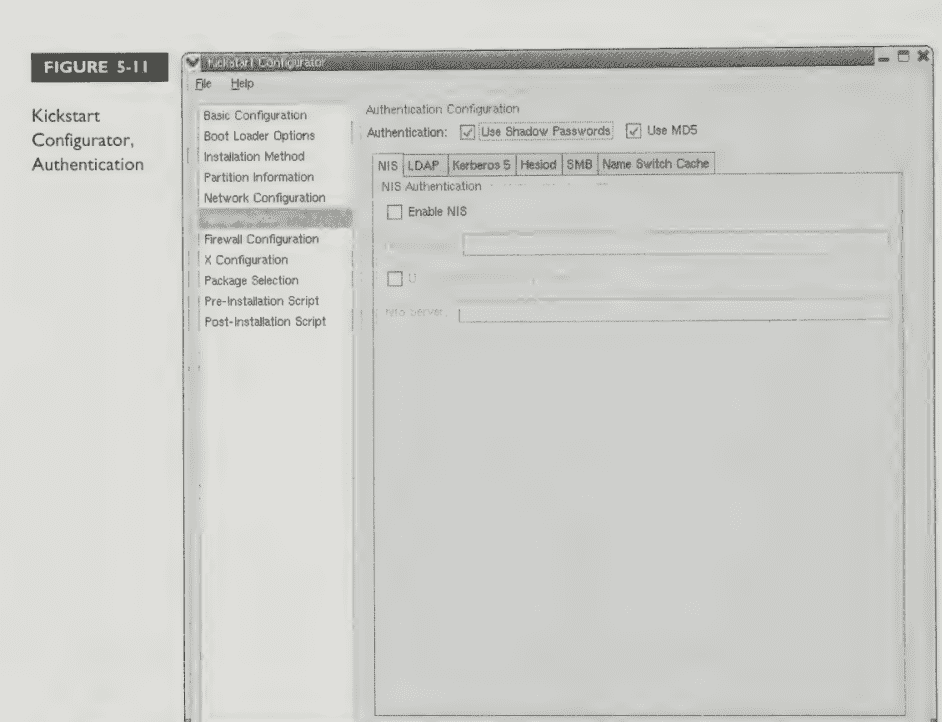 FIGURE 5-11
Kickstart
Configurator,
Authentication
Kickstart Configurator
File Help
Basic Configuration
Boot Loader Options
Installation Method
Partition Information
Network Configuration
Firewall Configuration
X Configuration
Package Selection
Pre-Installation Script
Post-Installation Script
Authentication Configuration
Authentication: Use Shadow Passwords Use MD5
NIS LDAP Kerberos 5 Hesiod SMB Name Switch Cache
NIS Authentication
Enable NIS
NIS Server: